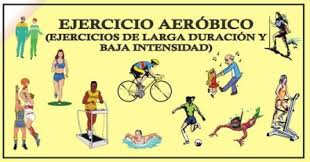 EJERCICIO AERÓBICO
(EJERCICIOS DE LARGA DURACIÓN Y
BAJA INTENSIDAD)